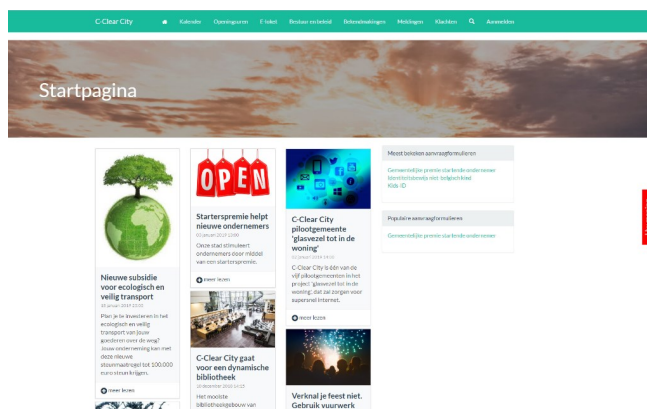 C-Clear City
Kalender
Openingsuren
E-loket
Bestuur en beleid
Bekendmakingen
Meldingen
Klachten
Aanmelden
Startpagina
Nieuwe subsidie
voor ecologisch en
veilig transport
Plan je te investeren in het
ecologisch en veilig
transport van jouw
goederen over de weg?
Jouw onderneming kan met
deze nieuwe
steunmaatregel tot 100.000
euro steun krijgen.
meer lezen
OPEN
Starterspremie helpt
nieuwe ondernemers
Onze stad stimuleert
ondernemers door middel
van een starterspremie.
meer lezen
C-Clear City gaat
voor een dynamische
bibliotheek
Het mooiste
bibliotheekgebouw van
C-Clear City
pilootgemeente
'glasvezel tot in de
woning'
C-Clear City is één van de
vijf pilootgemeenten in het
project 'glasvezel tot in de
woning', dat zal zorgen voor
supersnel internet.
meer lezen
Verknal je feest niet.
Gebruik vuurwerk
Meest bekeken aanvraagformulieren
Gemeentelijke premie startende ondernemer
Identiteitsbewijs niet-belgisch kind
Kids-ID
Populaire aanvraagformulieren
Gemeentelijke premie startende ondernemer